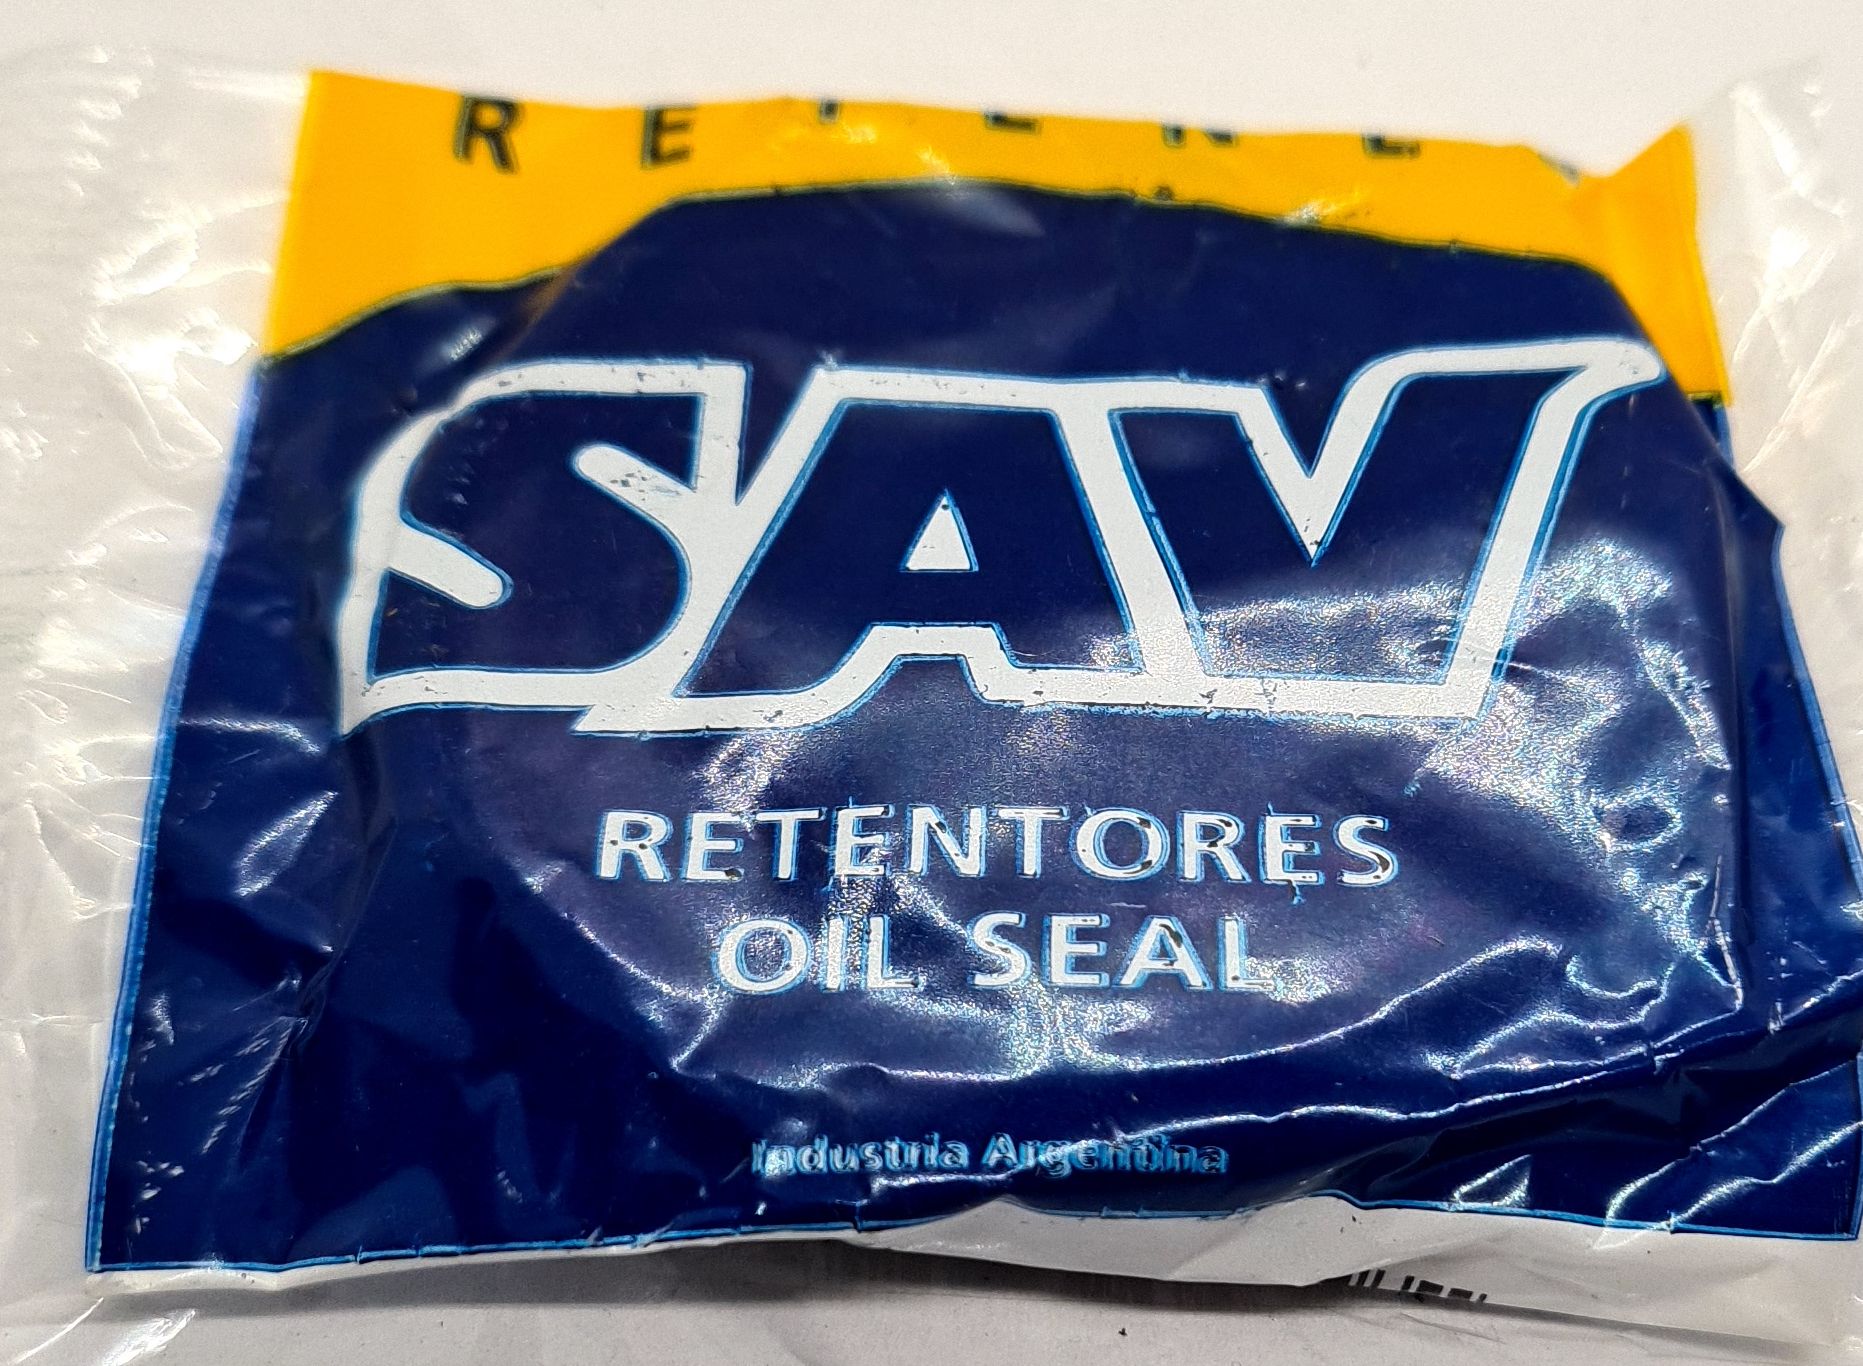 SAV
RETENTORES
OIL SEAL
Industria Argentina